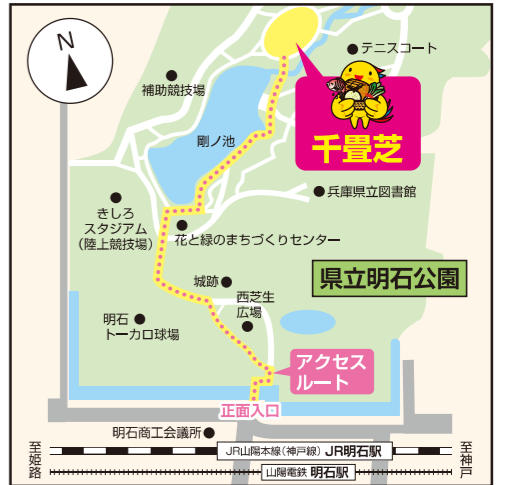 N
テニスコート
補助競技場
千畳芝
剛ノ池
兵庫県立図書館
きしろ
スタジアム
(陸上競技場)
花と緑のまちづくりセンター
県立明石公園
城跡
西芝生
広場
明石
トーカロ球場
アクセス
ルート
正面入口
明石商工会議所
至姫路
JR山陽本線(神戸線) JR明石駅
山陽電鉄 明石駅
至神戸